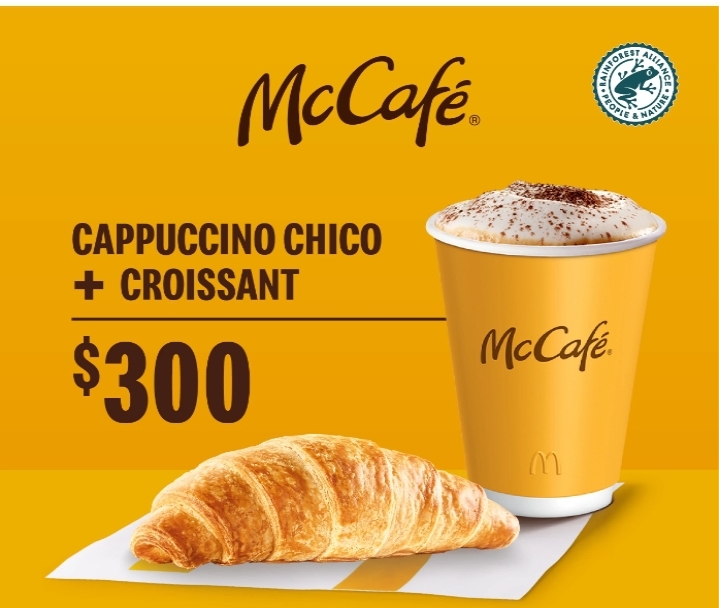 McCafé®
RAINFOREST ALLIANCE
PEOPLE & NATURE
CAPPUCCINO CHICO
+ CROISSANT
$300
McCafé®